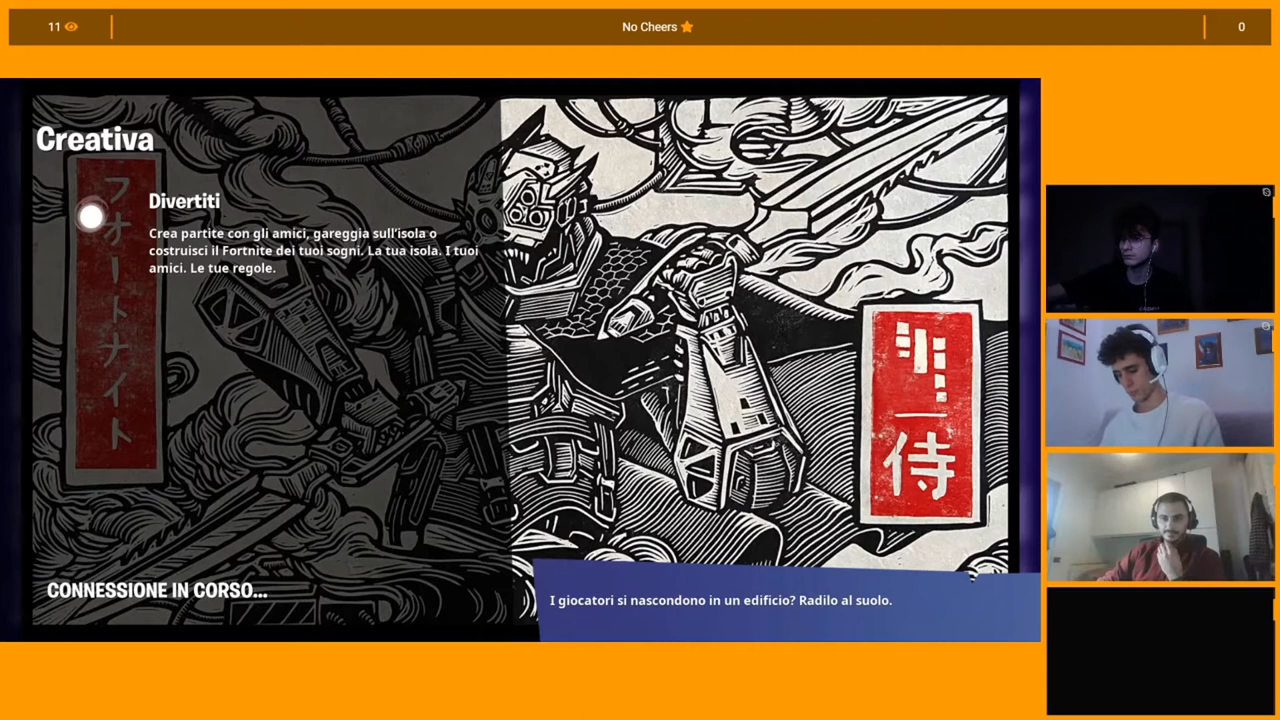 11
No Cheers
0
Creativa
フォートナイト
Divertiti
Crea partite con gli amici, gareggia sull'isola o
costruisci il Fortnite dei tuoi sogni. La tua isola. I tuoi
amici. Le tue regole.
侍
CONNESSIONE IN CORSO...
I giocatori si nascondono in un edificio? Radilo al suolo.